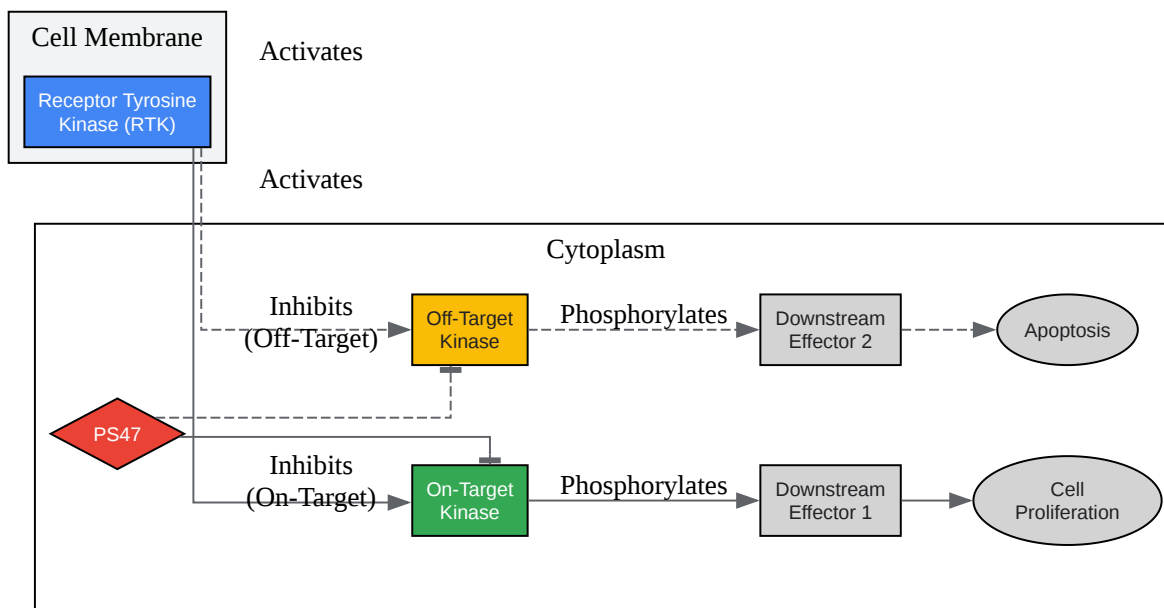 Cell Membrane
Activates
Receptor Tyrosine
Kinase (RTK)
Activates
Cytoplasm
Inhibits
(Off-Target)
Off-Target
Kinase
Phosphorylates
Downstream
Effector 2
Apoptosis
PS47
Inhibits
(On-Target)
On-Target
Kinase
Phosphorylates
Downstream
Effector 1
Cell
Proliferation